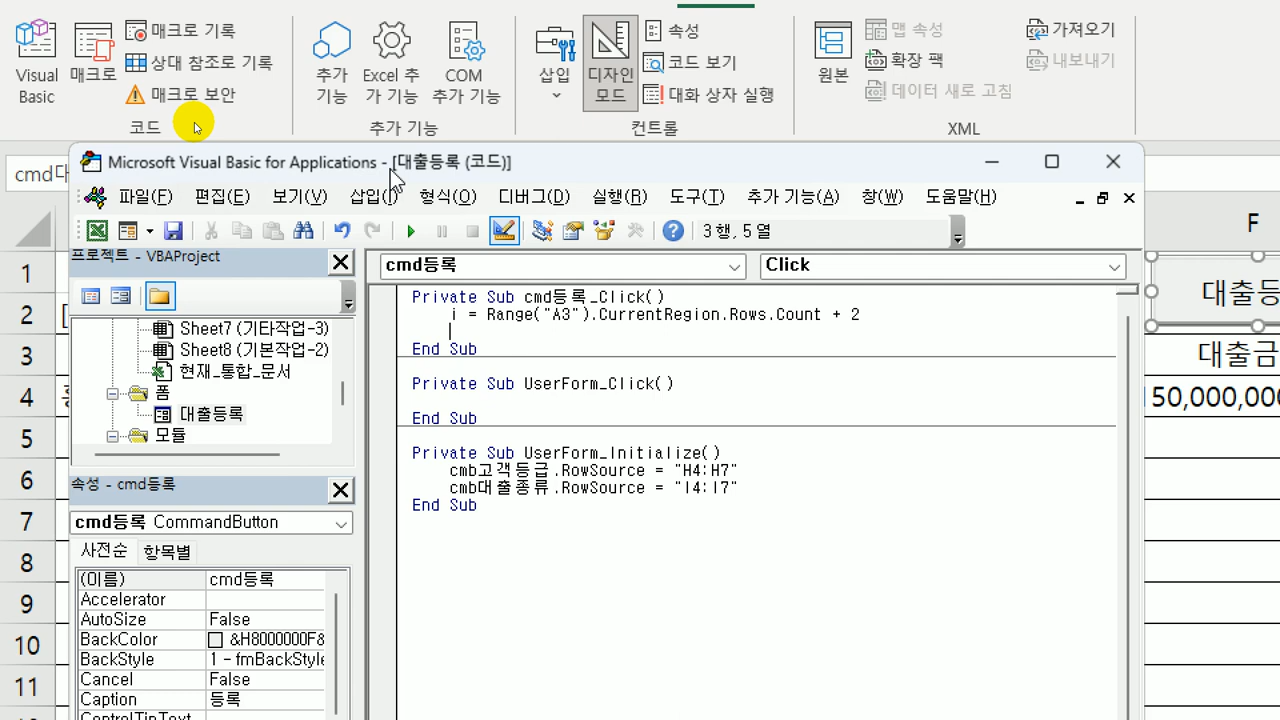 Visual Basic
매크로
매크로 기록
상대 참조로 기록
매크로 보안
코드
추가 기능
Excel 추가 기능
COM 추가 기능
추가 기능
삽입
디자인 모드
속성
코드 보기
대화 상자 실행
컨트롤
원본
맵 속성
확장 팩
데이터 새로 고침
가져오기
내보내기
XML
cmd대
Microsoft Visual Basic for Applications - [대출등록 (코드)]
파일(F) 편집(E) 보기(V) 삽입(I) 형식(O) 디버그(D) 실행(R) 도구(T) 추가 기능(A) 창(W) 도움말(H)
3 행, 5 열
프로젝트 - VBAProject
cmd등록
Click
Sheet7 (기타작업-3)
Sheet8 (기본작업-2)
현재_통합_문서
폼
대출등록
모듈
속성 - cmd등록
cmd등록 CommandButton
사전순 항목별
(이름) cmd등록
Accelerator
AutoSize False
BackColor &H8000000F&
BackStyle 1 - fmBackStyle
Cancel False
Caption 등록
ControlTipText
Private Sub cmd등록_Click()
i = Range("A3").CurrentRegion.Rows.Count + 2
End Sub
Private Sub UserForm_Click()
End Sub
Private Sub UserForm_Initialize()
cmb고객등급.RowSource = "H4:H7"
cmb대출종류.RowSource = "I4:I7"
End Sub
F
대출등
대출금
150,000,000
1
2
3
4
5
6
7
8
9
10
11